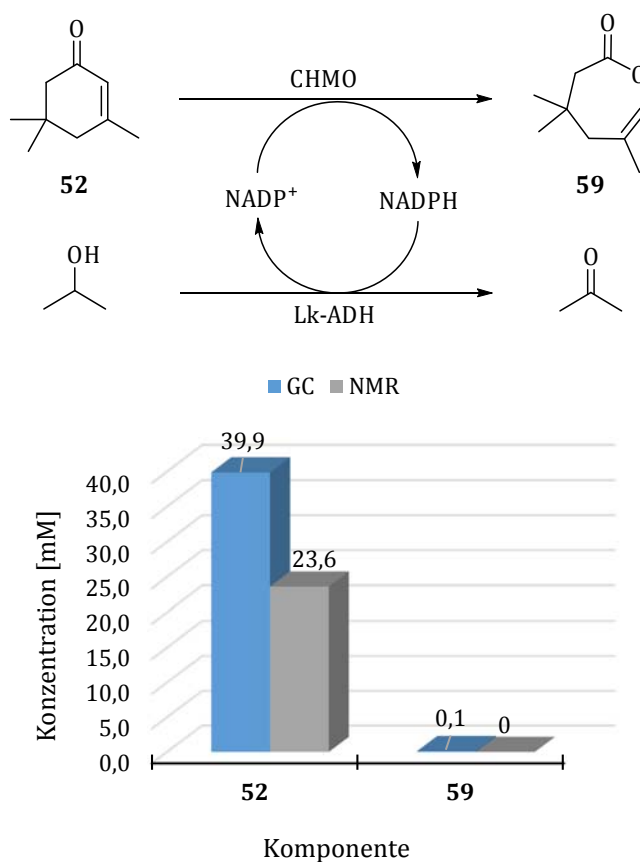 O
O
O
CHMO
52
59
NADP+
NADPH
OH
O
Lk-ADH
GC NMR
39,9
40,0
35,0
30,0
25,0
20,0
15,0
10,0
5,0
0,0
23,6
0,1
0
Konzentration [mM]
52
59
Komponente